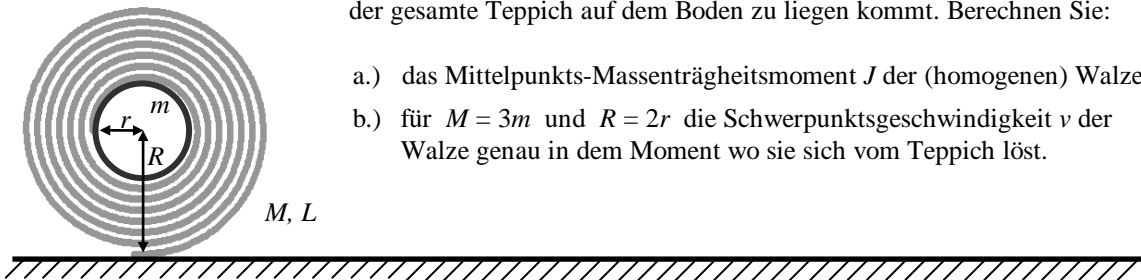 der gesamte Teppich auf dem Boden zu liegen kommt. Berechnen Sie:
a.) das Mittelpunkts-Massenträgheitsmoment J der (homogenen) Walze
b.) für M = 3m und R = 2r die Schwerpunktsgeschwindigkeit v der
Walze genau in dem Moment wo sie sich vom Teppich löst.
m
r
R
M, L